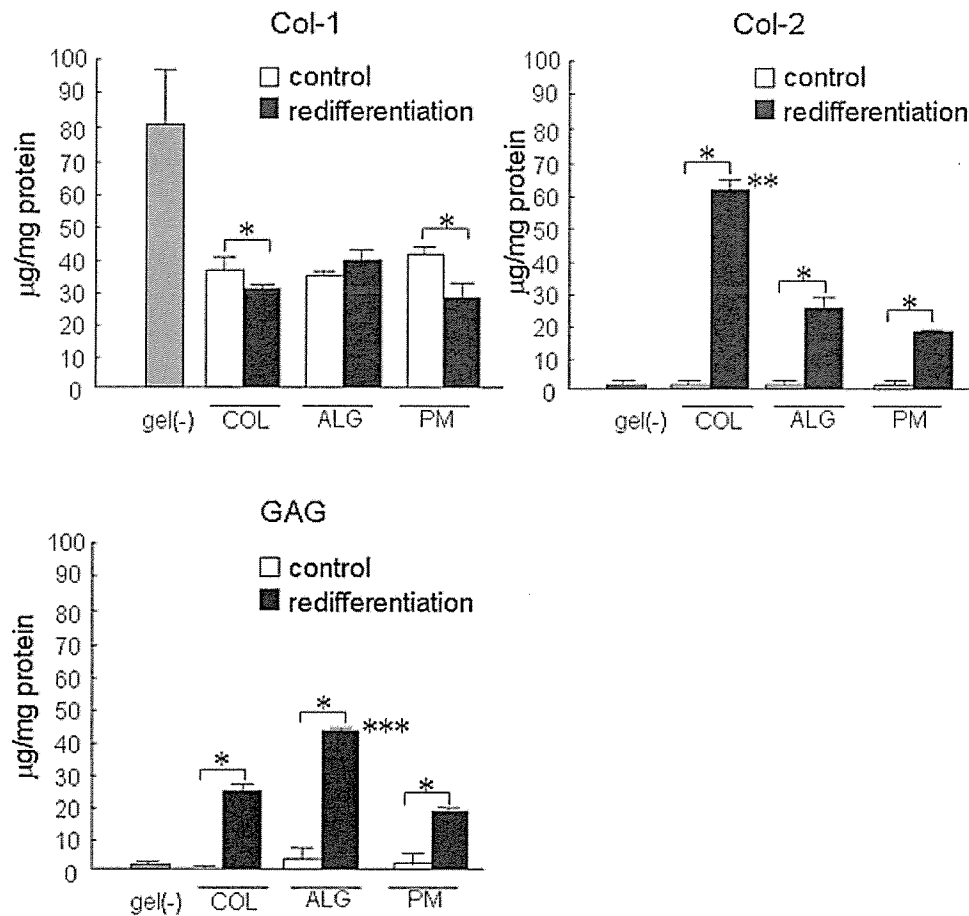 Col-1
100
90
80
70
60
50
40
30
20
10
0
µg/mg protein
control
redifferentiation
*
*
gel(-) COL ALG PM
Col-2
100
90
80
70
60
50
40
30
20
10
0
µg/mg protein
control
redifferentiation
*
**
*
*
gel(-) COL ALG PM
GAG
100
90
80
70
60
50
40
30
20
10
0
µg/mg protein
control
redifferentiation
*
*
***
*
gel(-) COL ALG PM